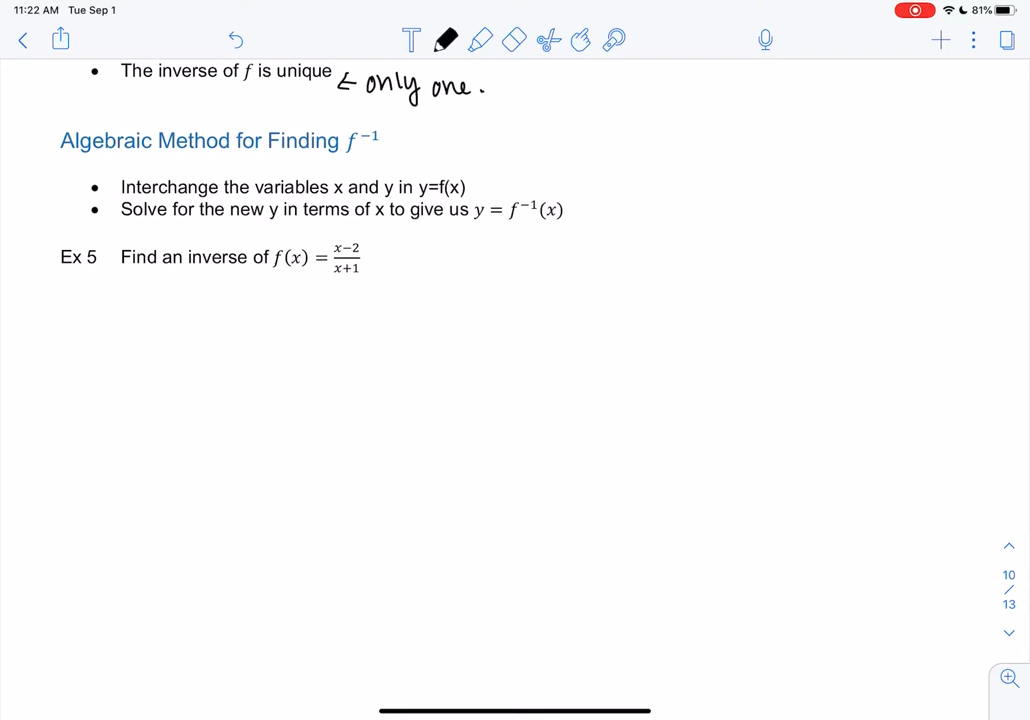 11:22 AM Tue Sep 1
81%
T
• The inverse of f is unique ← only one.
Algebraic Method for Finding f⁻¹
• Interchange the variables x and y in y=f(x)
• Solve for the new y in terms of x to give us y = f⁻¹(x)
Ex 5 Find an inverse of f(x) = x−2/x+1
10
/
13